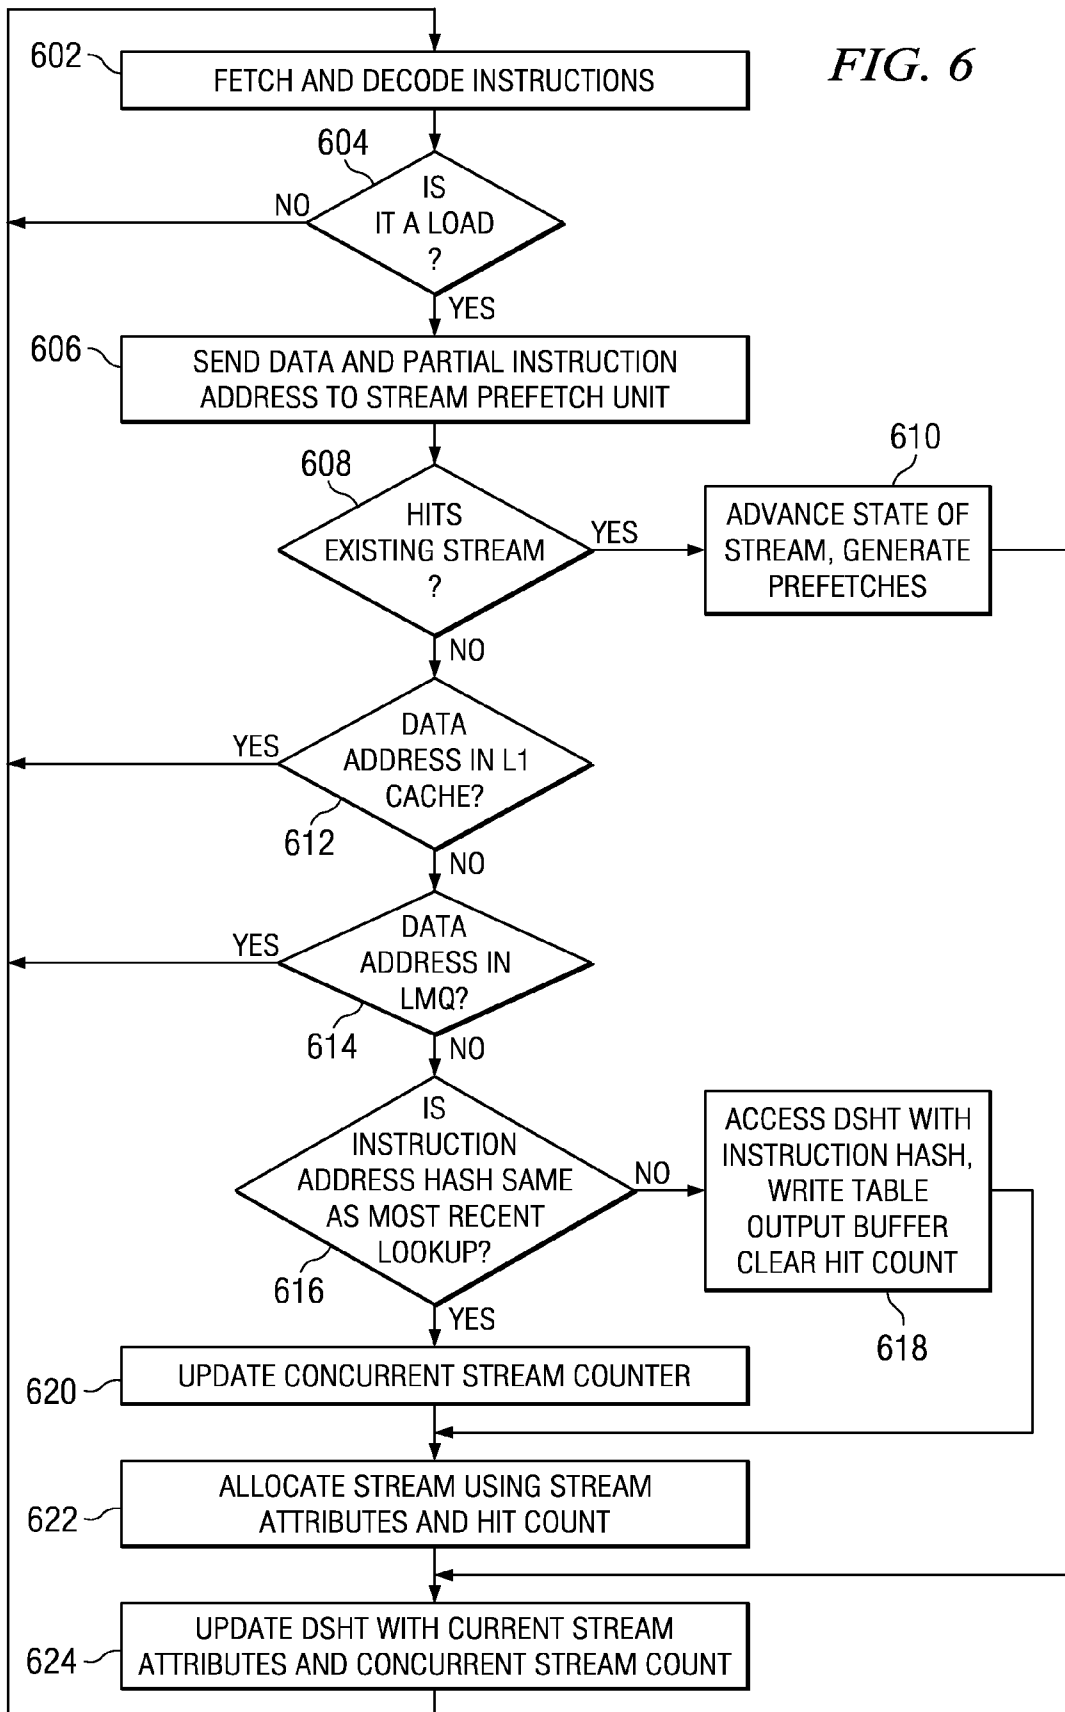 FIG. 6
602
FETCH AND DECODE INSTRUCTIONS
604
IS
IT A LOAD
?
NO
YES
606
SEND DATA AND PARTIAL INSTRUCTION
ADDRESS TO STREAM PREFETCH UNIT
608
HITS
EXISTING STREAM
?
YES
NO
610
ADVANCE STATE OF
STREAM, GENERATE
PREFETCHES
DATA
ADDRESS IN L1
CACHE?
YES
612
NO
DATA
ADDRESS IN
LMQ?
YES
614
NO
IS
INSTRUCTION
ADDRESS HASH SAME
AS MOST RECENT
LOOKUP?
NO
616
YES
ACCESS DSHT WITH
INSTRUCTION HASH,
WRITE TABLE
OUTPUT BUFFER
CLEAR HIT COUNT
618
620
UPDATE CONCURRENT STREAM COUNTER
622
ALLOCATE STREAM USING STREAM
ATTRIBUTES AND HIT COUNT
624
UPDATE DSHT WITH CURRENT STREAM
ATTRIBUTES AND CONCURRENT STREAM COUNT